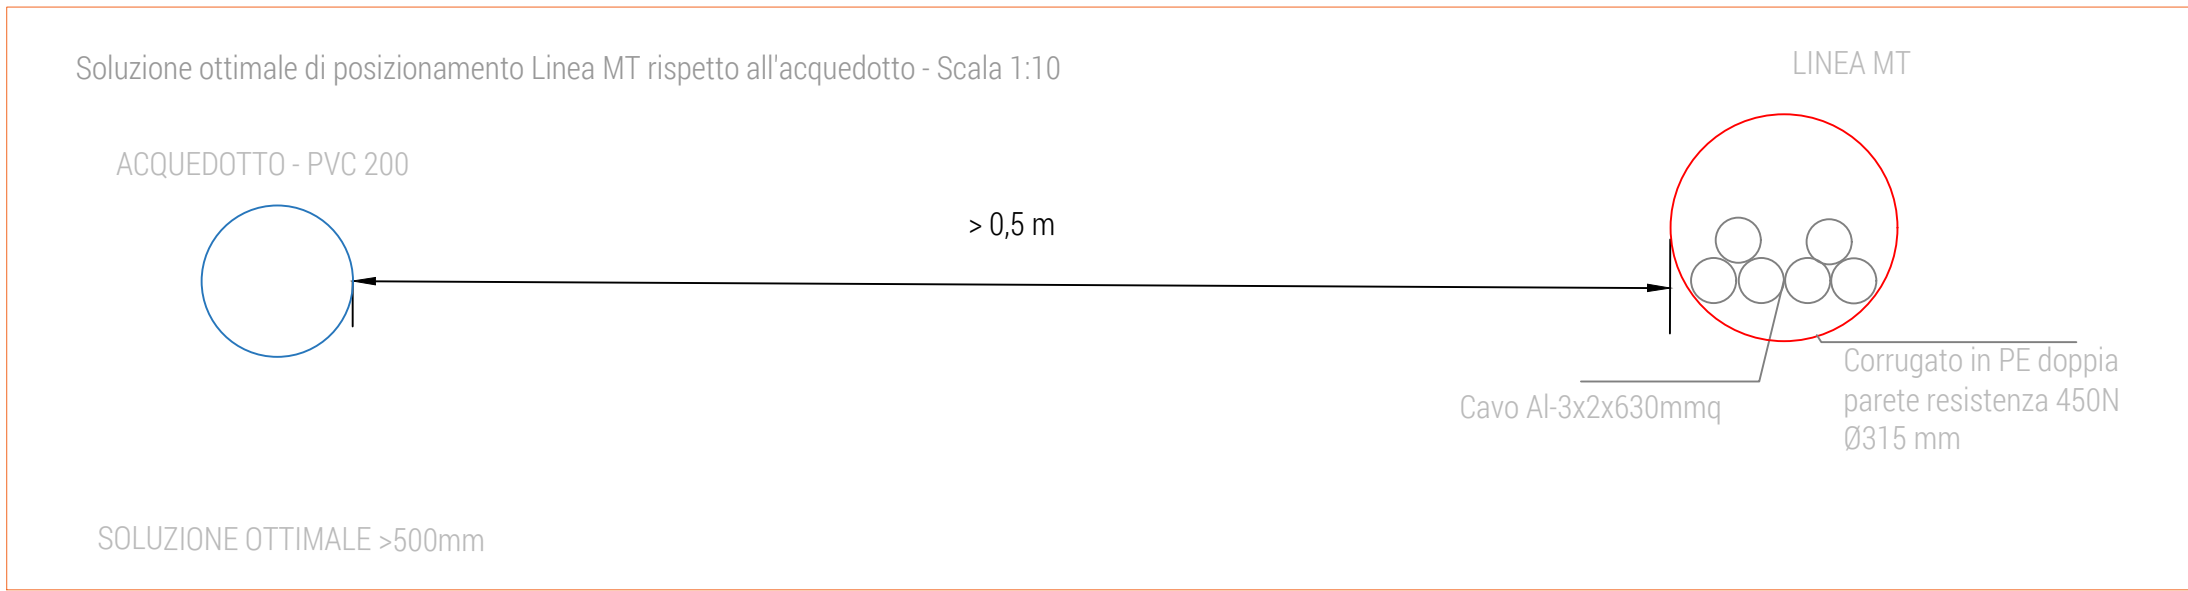 Soluzione ottimale di posizionamento Linea MT rispetto all'acquedotto - Scala 1:10
LINEA MT
ACQUEDOTTO - PVC 200
> 0,5 m
Corrugato in PE doppia
parete resistenza 450N
Ø315 mm
Cavo Al-3x2x630mmq
SOLUZIONE OTTIMALE >500mm